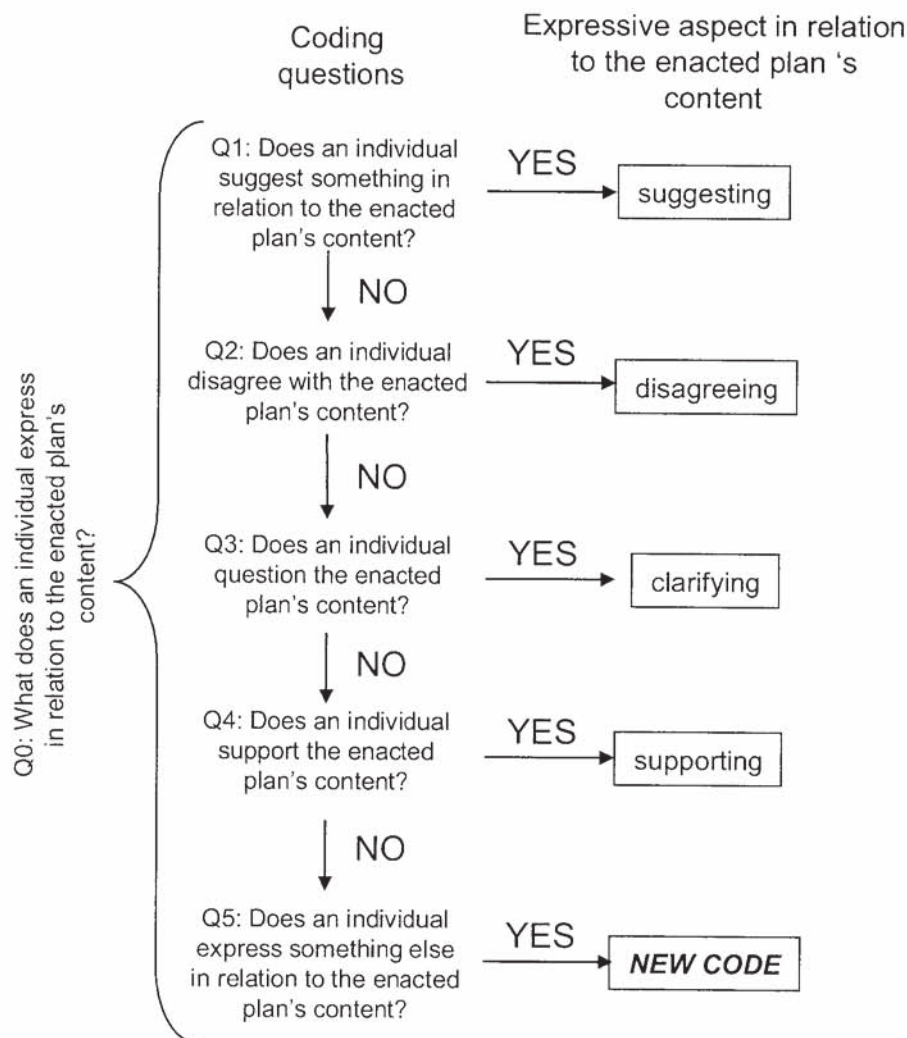 Coding
questions
Expressive aspect in relation
to the enacted plan ‘s
content
Q0: What does an individual express
in relation to the enacted plan's
content?
Q1: Does an individual
suggest something in
relation to the enacted
plan's content?
YES
suggesting
NO
Q2: Does an individual
disagree with the enacted
plan's content?
YES
disagreeing
NO
Q3: Does an individual
question the enacted
plan's content?
YES
clarifying
NO
Q4: Does an individual
support the enacted
plan's content?
YES
supporting
NO
Q5: Does an individual
express something else
in relation to the enacted
plan's content?
YES
NEW CODE